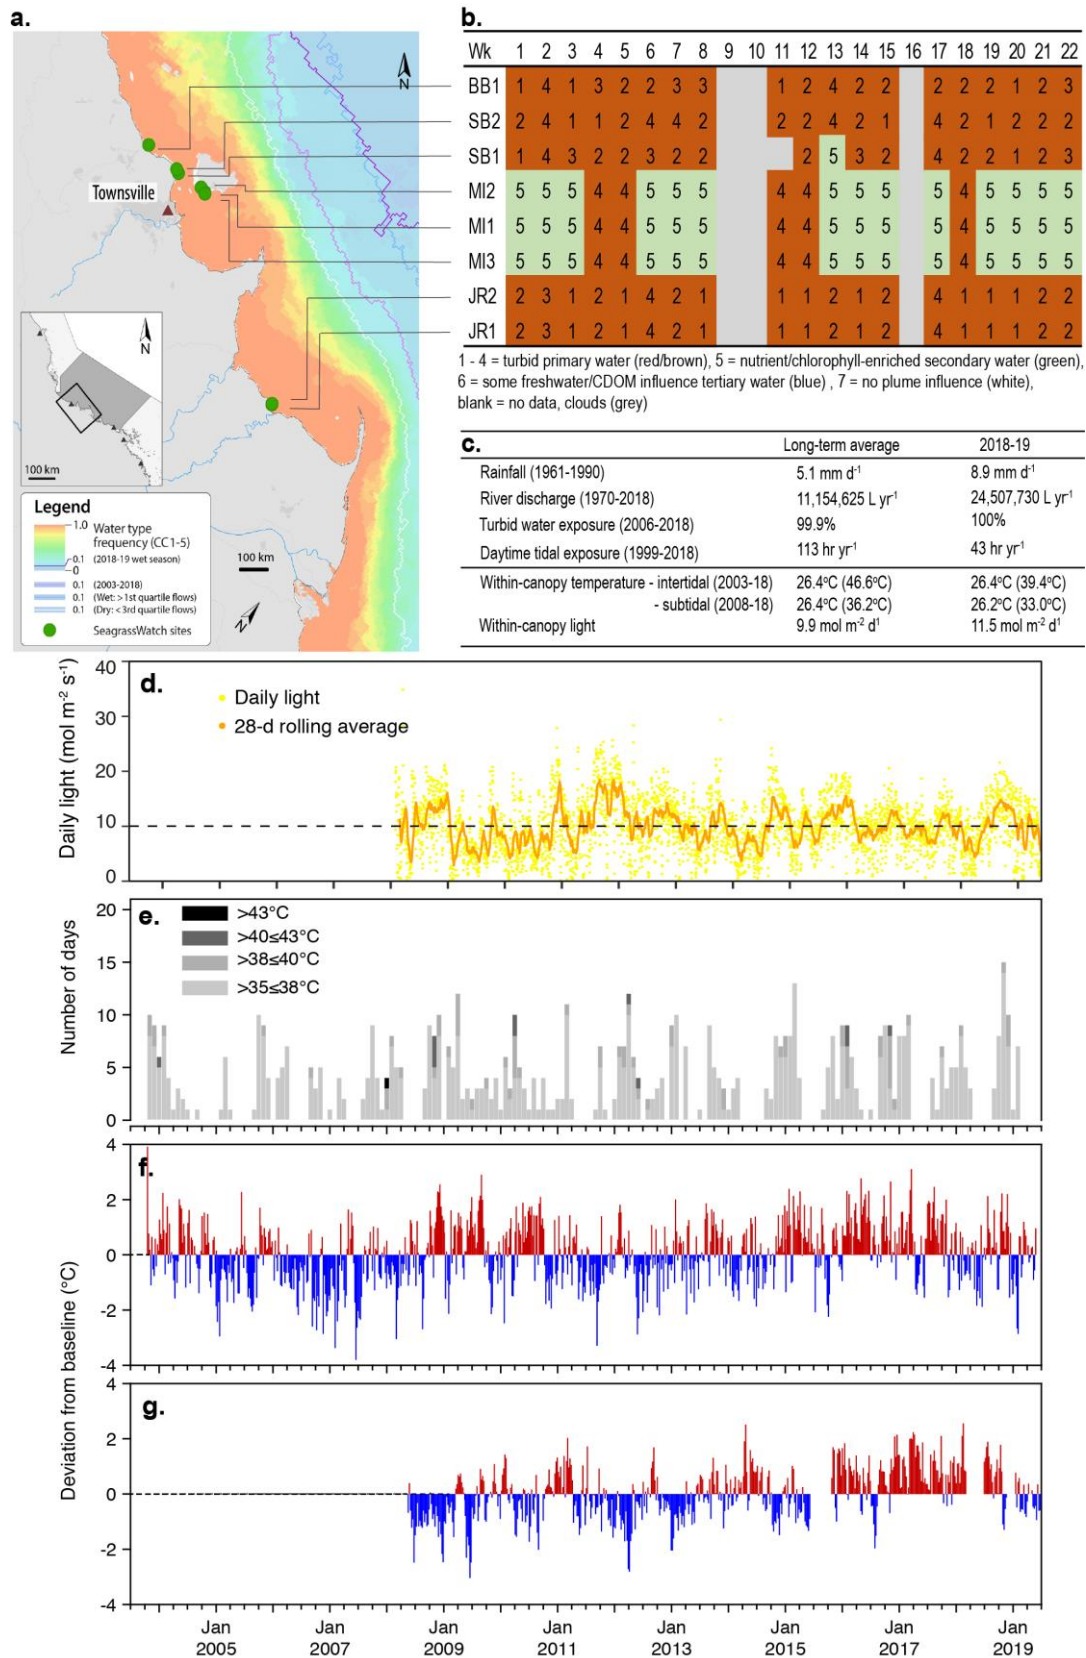 a.
N
Townsville
N
100 km
100 km
N
Legend
1.0
Water type
frequency (CC1-5)
0.1
(2018-19 wet season)
0
0.1 (2003-2018)
0.1 (Wet: >1st quartile flows)
0.1 (Dry: <3rd quartile flows)
SeagrassWatch sites
b.
Wk 1 2 3 4 5 6 7 8 9 10 11 12 13 14 15 16 17 18 19 20 21 22
BB1 1 4 1 3 2 2 3 3 1 2 4 2 2 2 2 2 1 2 3
SB2 2 4 1 1 2 4 4 2 2 2 4 2 1 4 2 1 2 2 2
SB1 1 4 3 2 2 3 2 2 2 5 3 2 4 2 2 1 2 3
MI2 5 5 5 4 4 5 5 5 4 4 5 5 5 5 4 5 5 5 5
MI1 5 5 5 4 4 5 5 5 4 4 5 5 5 5 4 5 5 5 5
MI3 5 5 5 4 4 5 5 5 4 4 5 5 5 5 4 5 5 5 5
JR2 2 3 1 2 1 4 2 1 1 2 1 1 2 4 1 1 1 2 2
JR1 2 3 1 2 1 4 2 1 1 2 1 1 2 4 1 1 1 2 2
1 - 4 = turbid primary water (red/brown), 5 = nutrient/chlorophyll-enriched secondary water (green),
6 = some freshwater/CDOM influence tertiary water (blue) , 7 = no plume influence (white),
blank = no data, clouds (grey)
c.
Long-term average 2018-19
Rainfall (1961-1990) 5.1 mm d⁻¹ 8.9 mm d⁻¹
River discharge (1970-2018) 11,154,625 L yr⁻¹ 24,507,730 L yr⁻¹
Turbid water exposure (2006-2018) 99.9% 100%
Daytime tidal exposure (1999-2018) 113 hr yr⁻¹ 43 hr yr⁻¹
Within-canopy temperature - intertidal (2003-18) 26.4ºC (46.6ºC) 26.4ºC (39.4ºC)
- subtidal (2008-18) 26.4ºC (36.2ºC) 26.2ºC (33.0ºC)
Within-canopy light 9.9 mol m⁻² d¹ 11.5 mol m⁻² d¹
d.
Daily light (mol m⁻² s⁻¹)
40
30
20
10
0
Daily light
28-d rolling average
e.
Number of days
20
15
10
5
0
>43°C
>40≤43°C
>38≤40°C
>35≤38°C
f.
Deviation from baseline (°C)
4
2
0
-2
-4
g.
4
2
0
-2
-4
Jan Jan Jan Jan Jan Jan Jan Jan
2005 2007 2009 2011 2013 2015 2017 2019